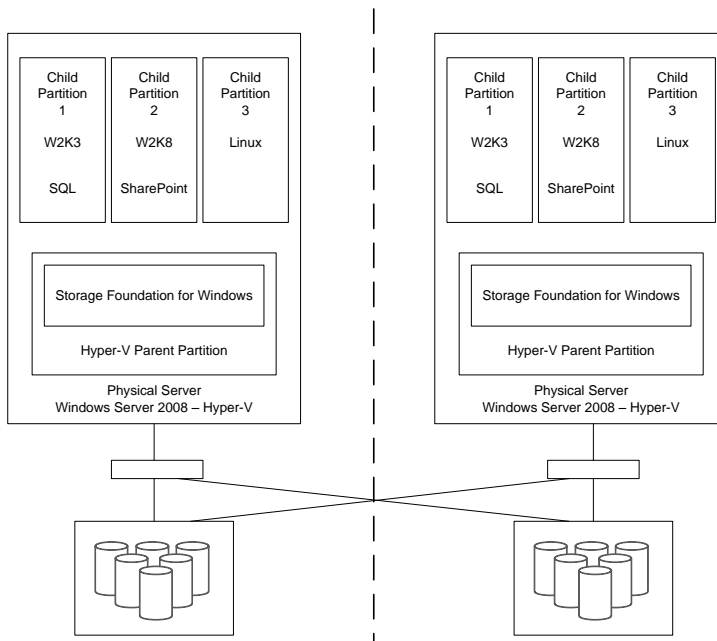 Child
Partition
1
W2K3
SQL
Child
Partition
2
W2K8
SharePoint
Child
Partition
3
Linux
Storage Foundation for Windows
Hyper-V Parent Partition
Physical Server
Windows Server 2008 – Hyper-V
Child
Partition
1
W2K3
SQL
Child
Partition
2
W2K8
SharePoint
Child
Partition
3
Linux
Storage Foundation for Windows
Hyper-V Parent Partition
Physical Server
Windows Server 2008 – Hyper-V